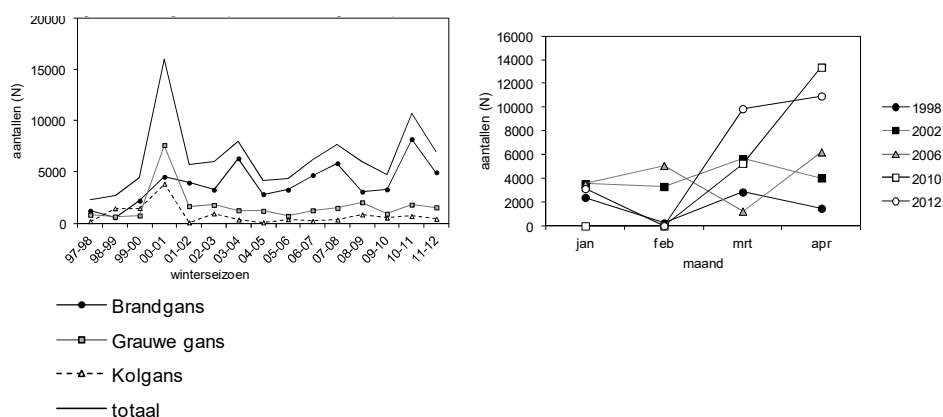 20000
15000
10000
5000
0
aantallen (N)
97-98
98-99
99-00
00-01
01-02
02-03
03-04
04-05
05-06
06-07
07-08
08-09
09-10
10-11
11-12
winterseizoen
Brandgans
Grauwe gans
Kolgans
totaal
16000
14000
12000
10000
8000
6000
4000
2000
0
aantallen (N)
jan
feb
mrt
apr
maand
1998
2002
2006
2010
2012